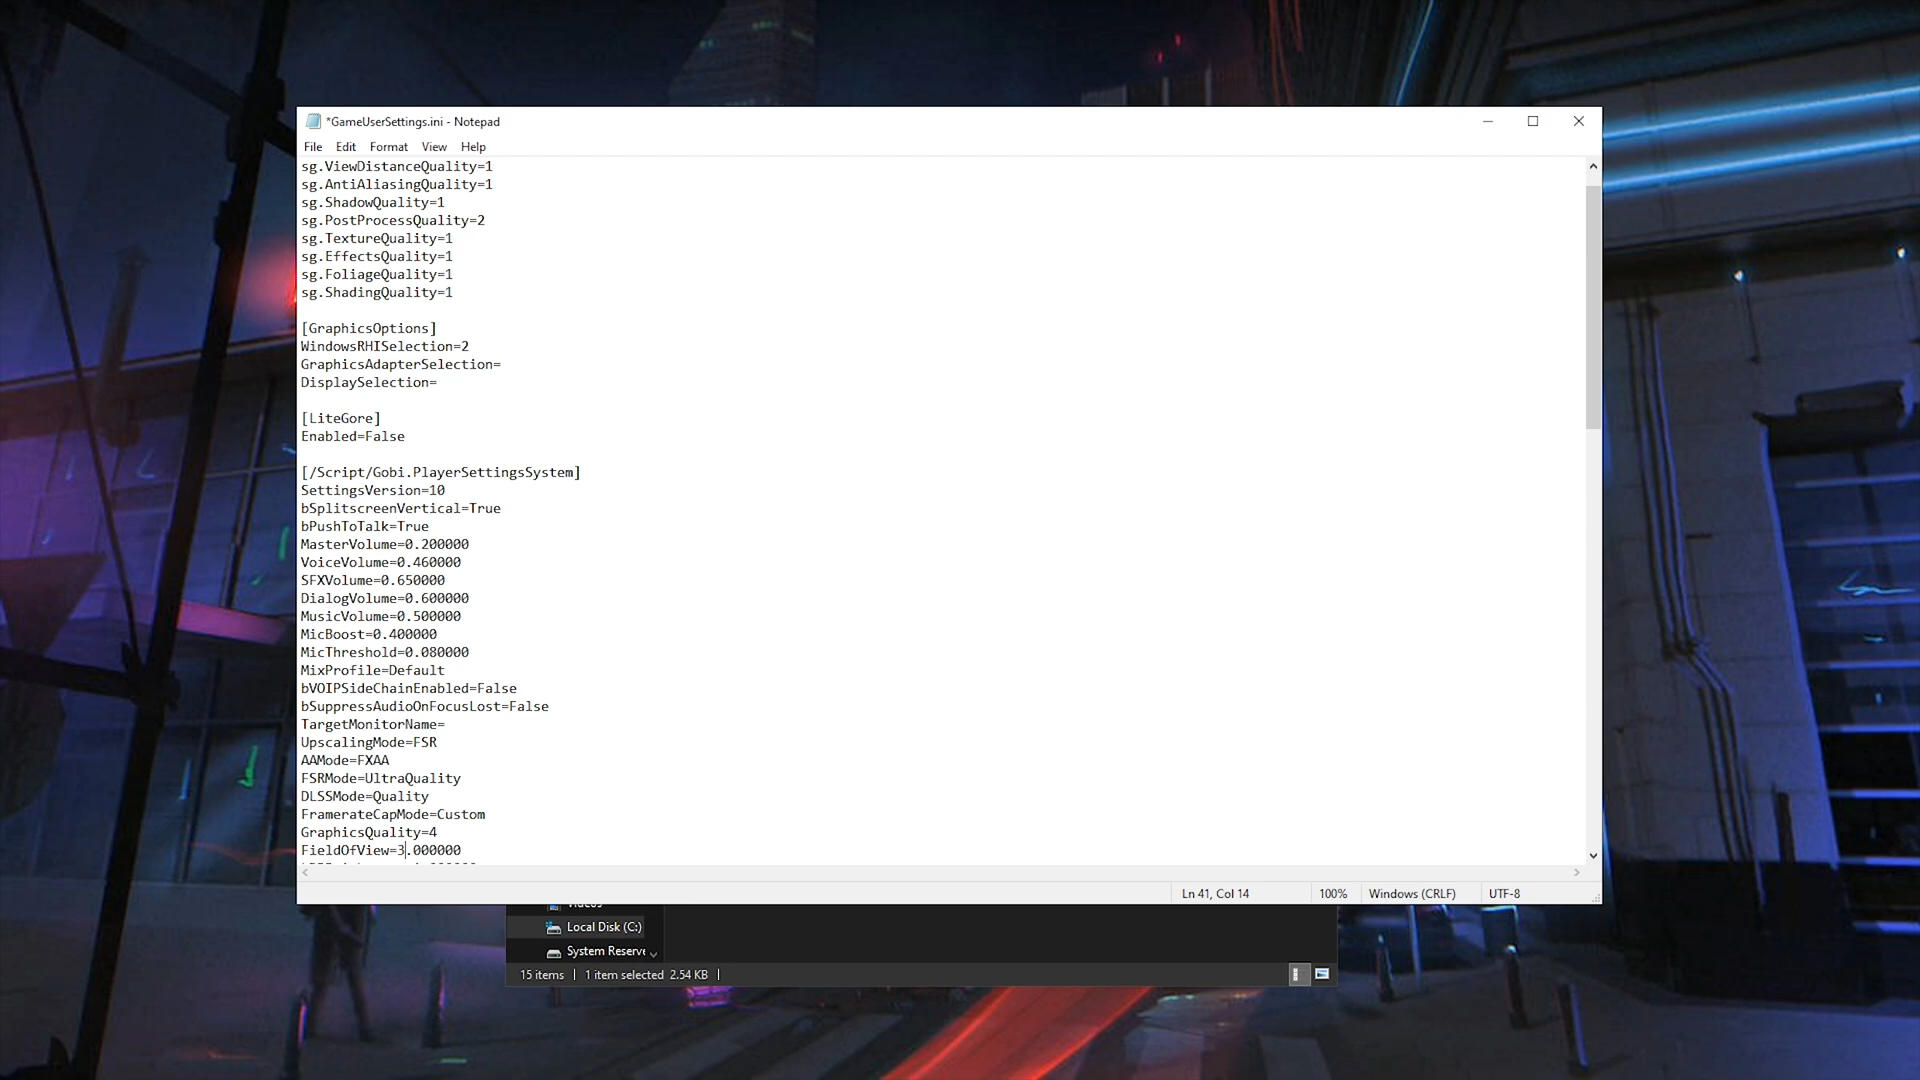 *GameUserSettings.ini - Notepad
File Edit Format View Help
sg.ViewDistanceQuality=1
sg.AntiAliasingQuality=1
sg.ShadowQuality=1
sg.PostProcessQuality=2
sg.TextureQuality=1
sg.EffectsQuality=1
sg.FoliageQuality=1
sg.ShadingQuality=1
[GraphicsOptions]
WindowsRHISelection=2
GraphicsAdapterSelection=
DisplaySelection=
[LiteGore]
Enabled=False
[/Script/Gobi.PlayerSettingsSystem]
SettingsVersion=10
bSplitscreenVertical=True
bPushToTalk=True
MasterVolume=0.200000
VoiceVolume=0.460000
SFXVolume=0.650000
DialogVolume=0.600000
MusicVolume=0.500000
MicBoost=0.400000
MicThreshold=0.080000
MixProfile=Default
bVOIPSideChainEnabled=False
bSuppressAudioOnFocusLost=False
TargetMonitorName=
UpscalingMode=FSR
AAMode=FXAA
FSRMode=UltraQuality
DLSSMode=Quality
FramerateCapMode=Custom
GraphicsQuality=4
FieldOfView=3.000000
Ln 41, Col 14 100% Windows (CRLF) UTF-8
Videos
Local Disk (C:)
System Reserve
15 items 1 item selected 2.54 KB